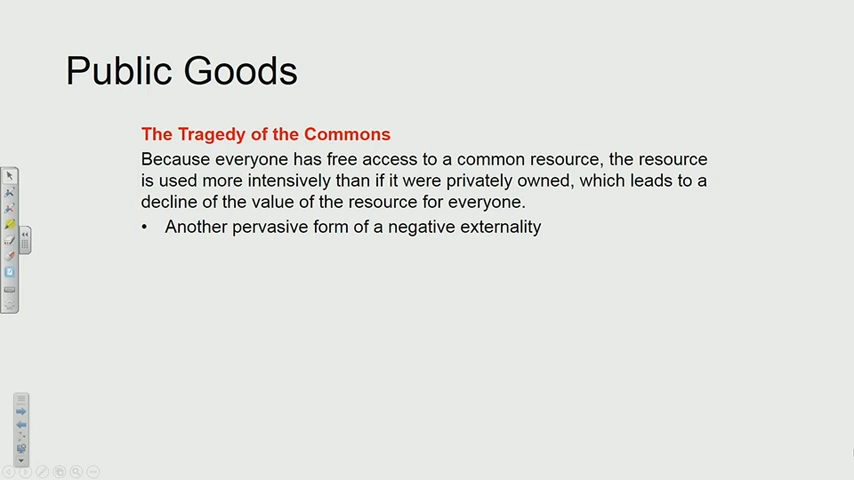 Public Goods
The Tragedy of the Commons
Because everyone has free access to a common resource, the resource
is used more intensively than if it were privately owned, which leads to a
decline of the value of the resource for everyone.
• Another pervasive form of a negative externality